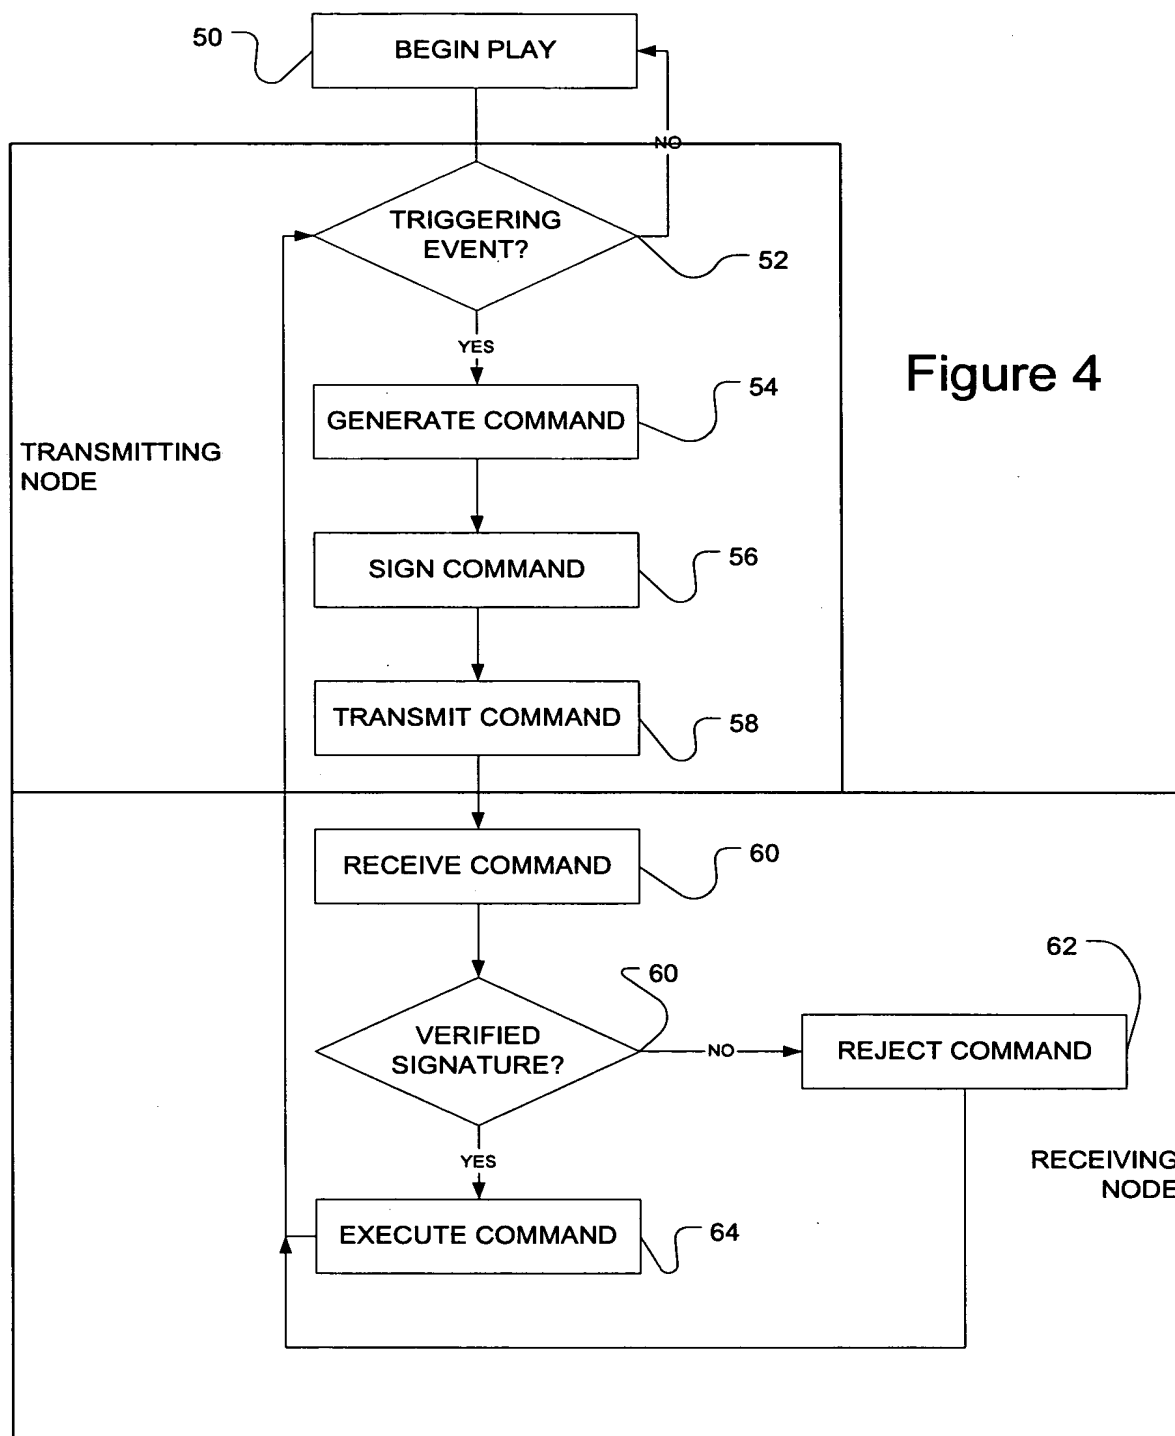 50
BEGIN PLAY
NO
TRIGGERING
EVENT?
52
YES
Figure 4
54
GENERATE COMMAND
TRANSMITTING
NODE
56
SIGN COMMAND
58
TRANSMIT COMMAND
60
RECEIVE COMMAND
62
60
VERIFIED
SIGNATURE?
NO
REJECT COMMAND
YES
RECEIVING
NODE
64
EXECUTE COMMAND